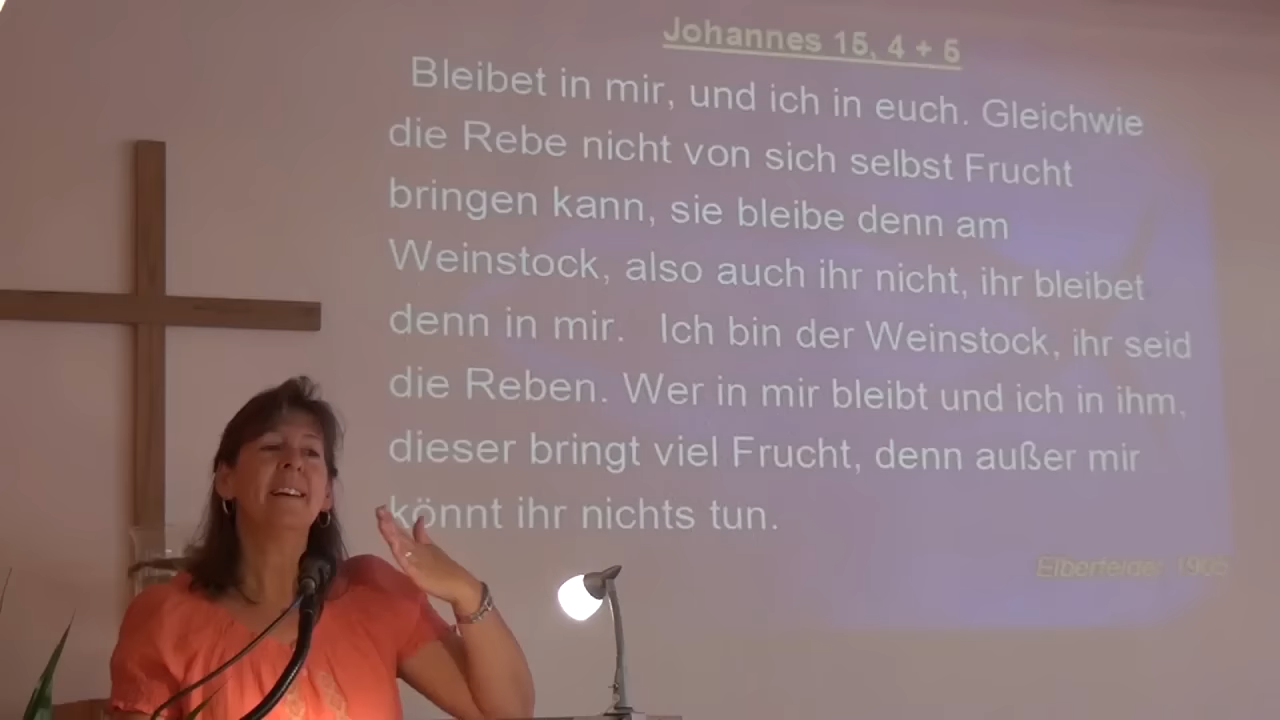 Johannes 15, 4 + 5
Bleibet in mir, und ich in euch. Gleichwie
die Rebe nicht von sich selbst Frucht
bringen kann, sie bleibe denn am
Weinstock, also auch ihr nicht, ihr bleibet
denn in mir. Ich bin der Weinstock, ihr seid
die Reben. Wer in mir bleibt und ich in ihm,
dieser bringt viel Frucht, denn außer mir
könnt ihr nichts tun.
Elberfelder 1905